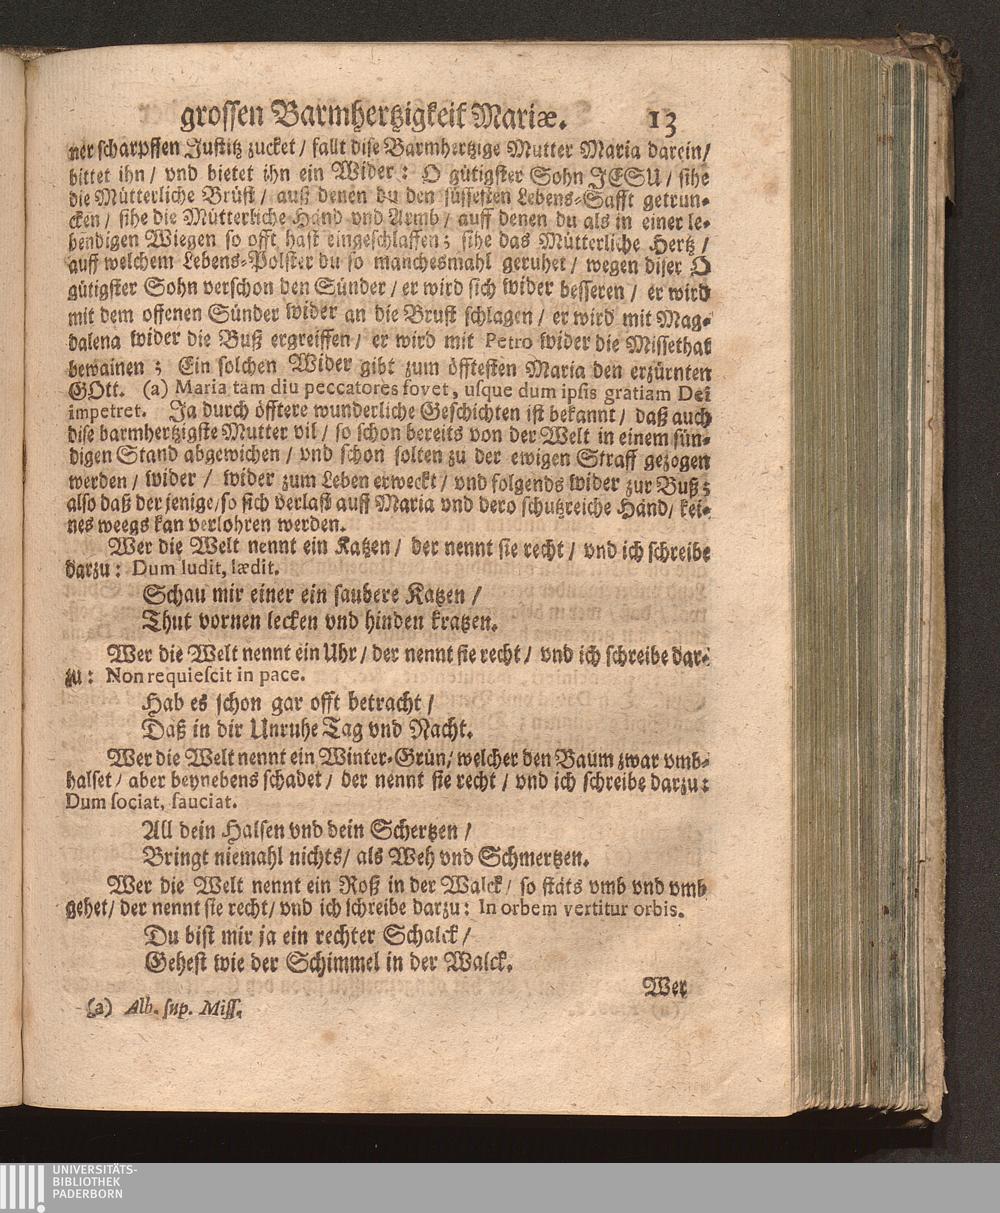 grossen Barmhertzigkeit Mariæ. 13
ner scharpffen Justitz zucket / fallt dise Barmhertzige Mutter Maria darein/
bittet ihn / vnd bietet ihn ein Wider: O gütigster Sohn JESU / sihe
die Mütterliche Brüst / auß denen du den süssesten Lebens-Safft getrun-
cken / sihe die Mütterliche Händ vnd Armb / auff denen du als in einer le-
bendigen Wiegen so offt hast eingeschlaffen; sihe das Mütterliche Hertz /
auff welchem Lebens-Polster du so manchesmahl geruhet / wegen diser O
gütigster Sohn verschon den Sünder / er wird sich wider besseren / er wird
mit dem offenen Sünder wider an die Brust schlagen / er wird mit Mag-
dalena wider die Buß ergreiffen / er wird mit Petro wider die Missethat
bewainen; Ein solchen Wider gibt zum öfftesten Maria den erzürnten
GOtt. (a) Maria tam diu peccatores fovet, usque dum ipsis gratiam Dei
impetret. Ja durch öfftere wunderliche Geschichten ist bekannt / daß auch
dise barmhertzigste Mutter vil / so schon bereits von der Welt in einem sün-
digen Stand abgewichen / vnd schon solten zu der ewigen Straff gezogen
werden / wider / wider zum Leben erweckt / vnd folgends wider zur Buß;
also daß der jenige/ so sich verlast auff Maria vnd dero schutzreiche Händ/ kei-
nes weegs kan verlohren werden.
Wer die Welt nennt ein Katzen / der nennt sie recht / vnd ich schreibe
darzu: Dum ludit, lædit.
Schau mir einer ein saubere Katzen /
Thut vornen lecken vnd hinden kratzen.
Wer die Welt nennt ein Uhr / der nennt sie recht / vnd ich schreibe dar-
zu: Non requiescit in pace.
Hab es schon gar offt betracht /
Daß in dir Unruhe Tag vnd Nacht.
Wer die Welt nennt ein Winter-Grün/ welcher den Baum zwar vmb-
halset / aber beynebens schadet / der nennt sie recht / vnd ich schreibe darzu:
Dum sociat, sauciat.
All dein Halsen vnd dein Schertzen /
Bringt niemahl nichts/ als Weh vnd Schmertzen.
Wer die Welt nennt ein Roß in der Walck / so stäts vmb vnd vmb
gehet/ der nennt sie recht/ vnd ich schreibe darzu: In orbem vertitur orbis.
Du bist mir ja ein rechter Schalck /
Gehest wie der Schimmel in der Walck.
Wer
(a) Alb. sup. Miss.
UNIVERSITÄTS-
BIBLIOTHEK
PADERBORN